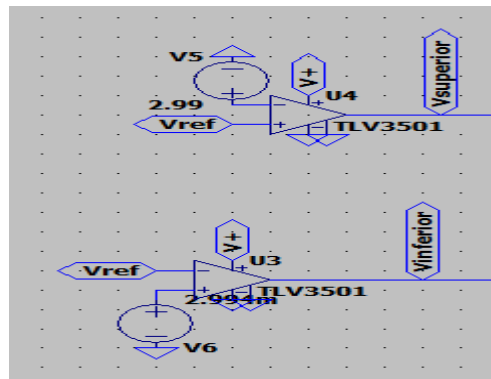 V5
V+
U4
Vsuperior
2.99
Vref
TLV3501
V+
Vinferior
U3
Vref
TLV3501
2.994m
V6